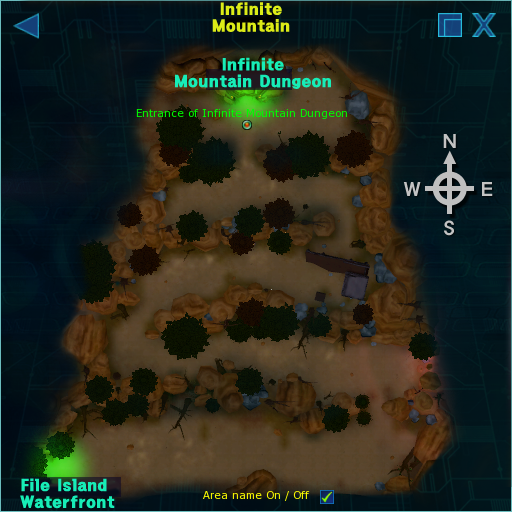 Infinite
Mountain
Infinite
Mountain Dungeon
Entrance of Infinite Mountain Dungeon
N
W
E
S
File Island
Waterfront
Area name On / Off